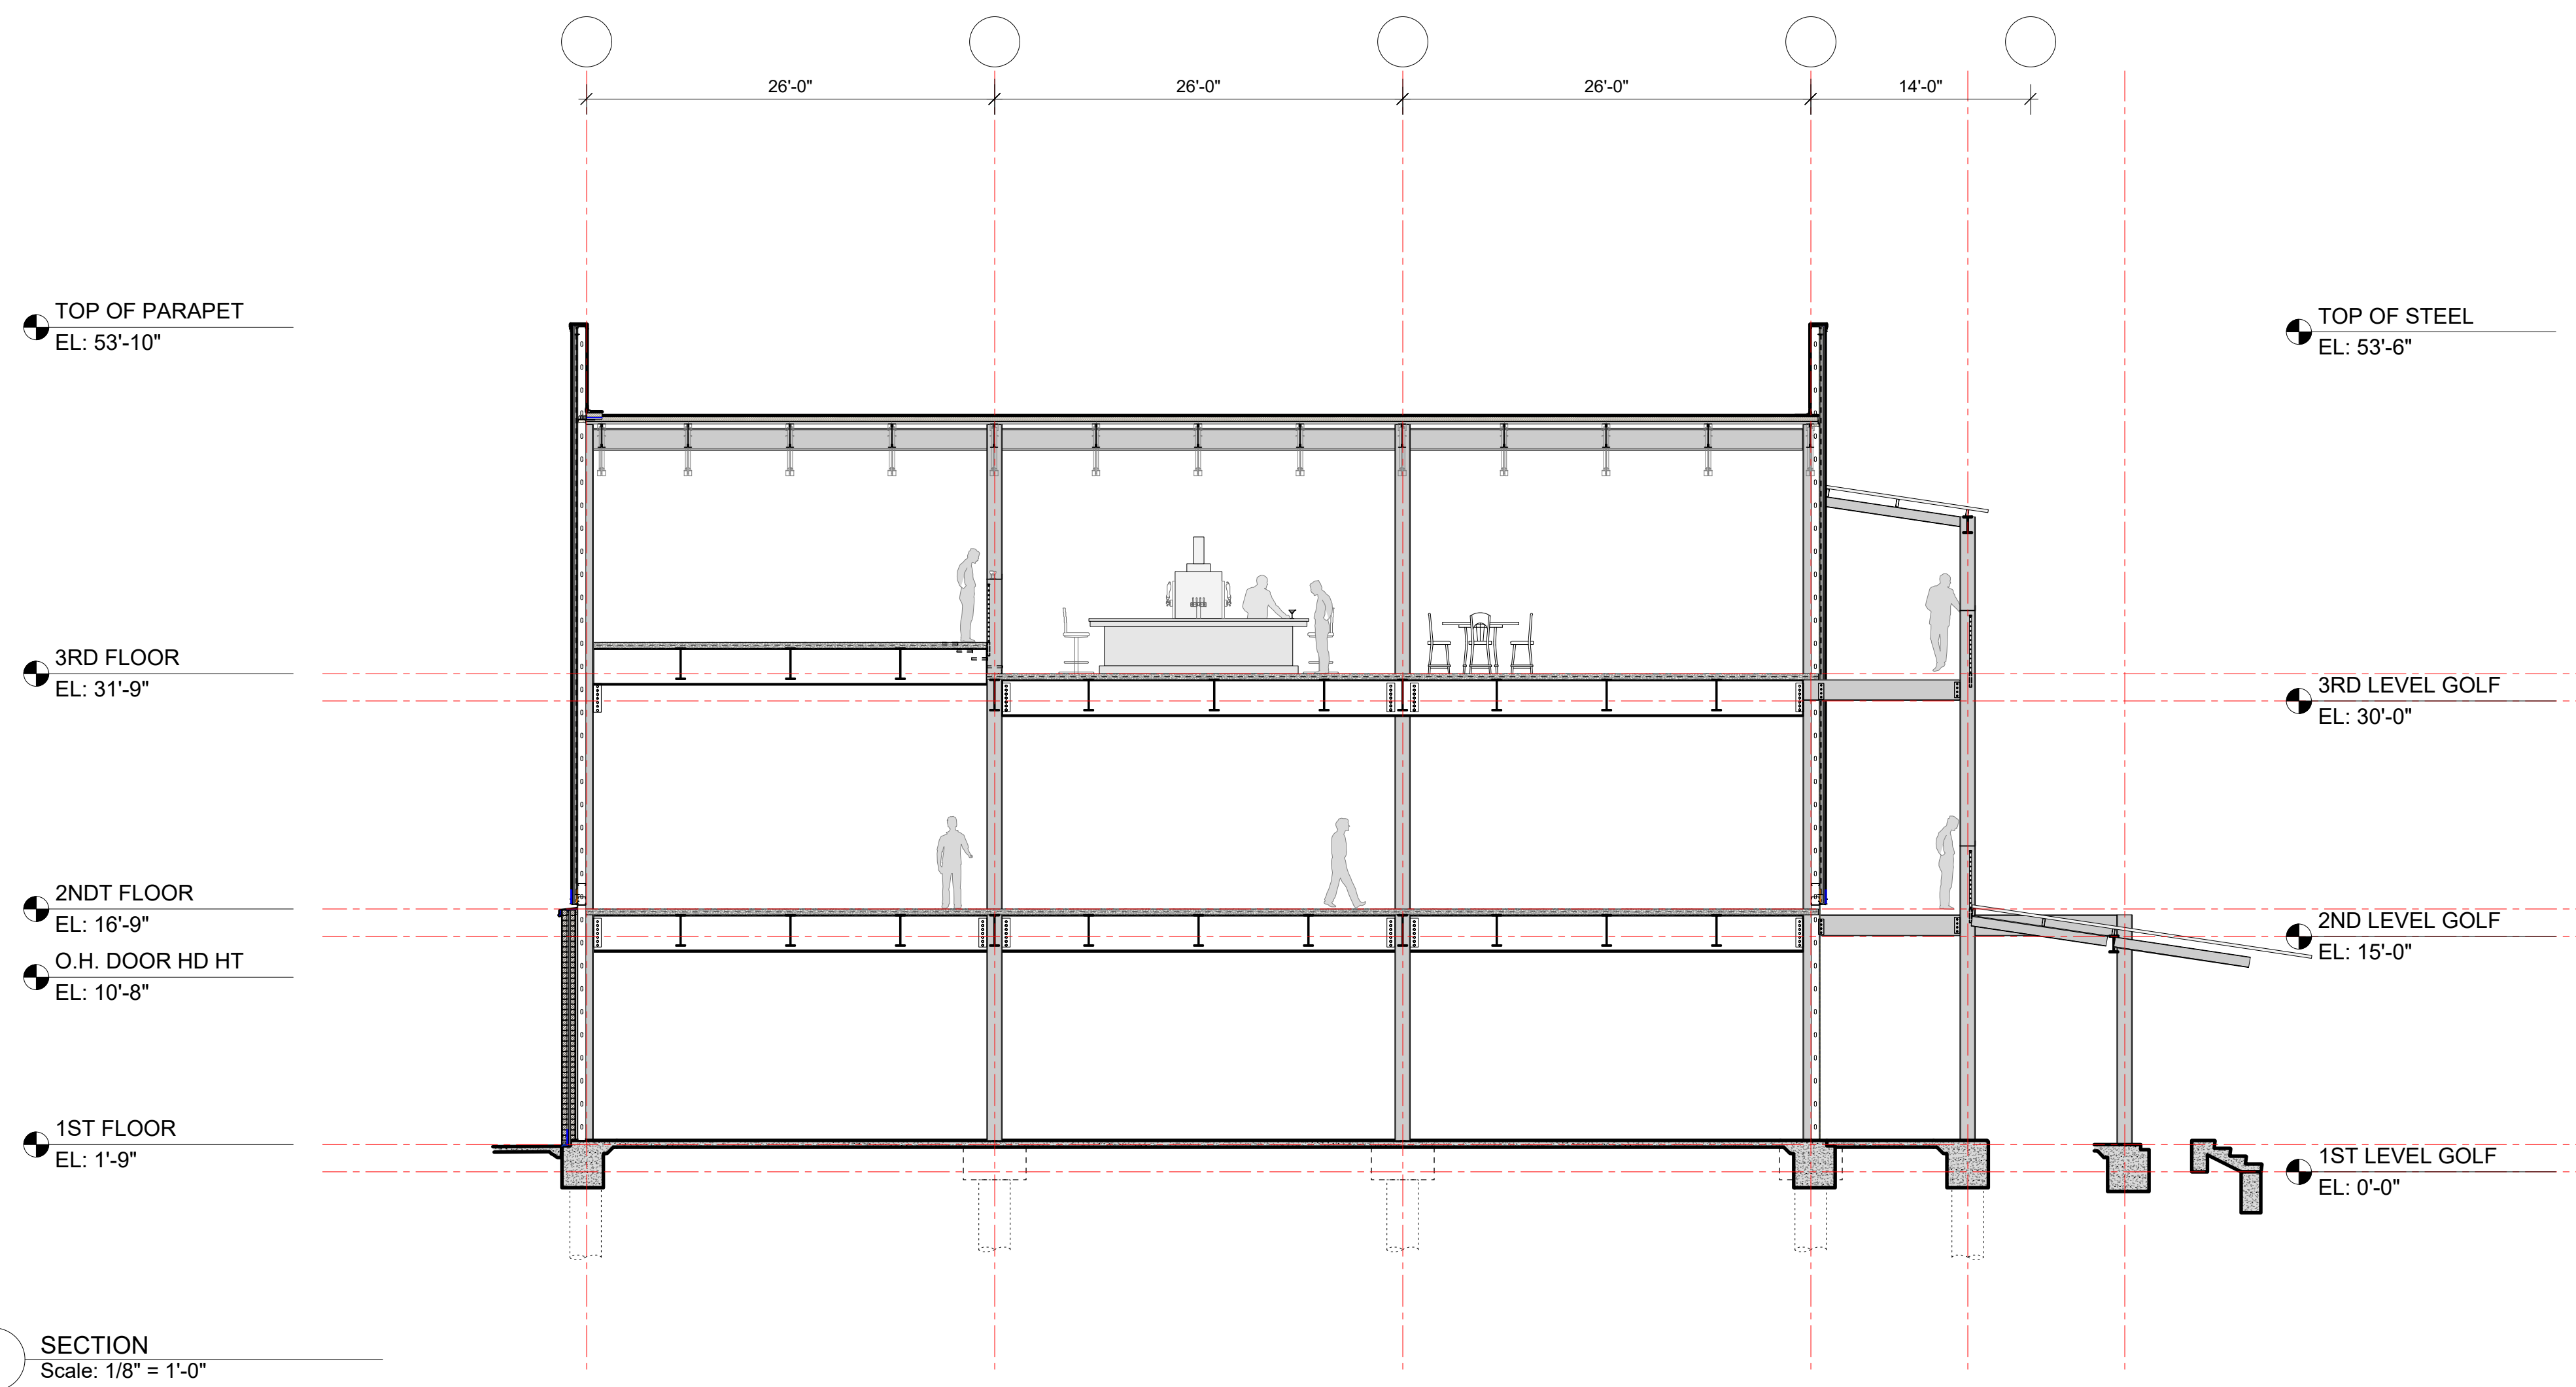 26'-0"
26'-0"
26'-0"
14'-0"
TOP OF PARAPET
EL: 53'-10"
TOP OF STEEL
EL: 53'-6"
3RD FLOOR
EL: 31'-9"
3RD LEVEL GOLF
EL: 30'-0"
2NDT FLOOR
EL: 16'-9"
2ND LEVEL GOLF
EL: 15'-0"
O.H. DOOR HD HT
EL: 10'-8"
1ST FLOOR
EL: 1'-9"
1ST LEVEL GOLF
EL: 0'-0"
SECTION
Scale: 1/8" = 1'-0"